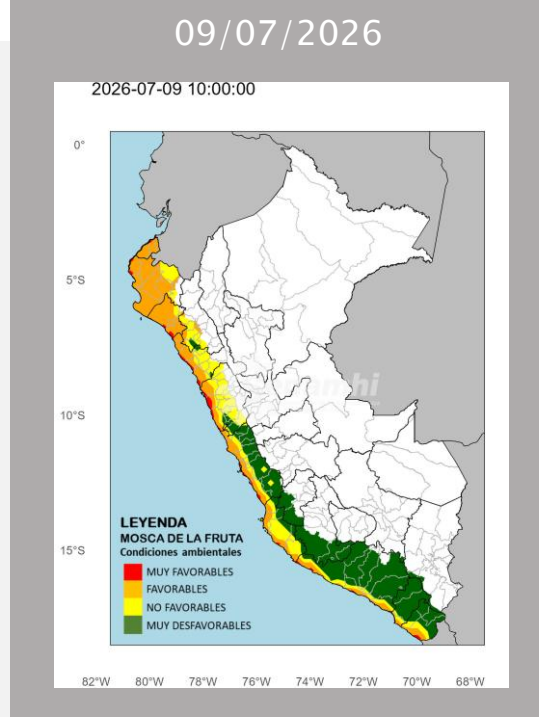 09/07/2026
2026-07-09 10:00:00
0°
5°S
10°S
15°S
LEYENDA
MOSCA DE LA FRUTA
Condiciones ambientales
MUY FAVORABLES
FAVORABLES
NO FAVORABLES
MUY DESFAVORABLES
82°W 80°W 78°W 76°W 74°W 72°W 70°W 68°W